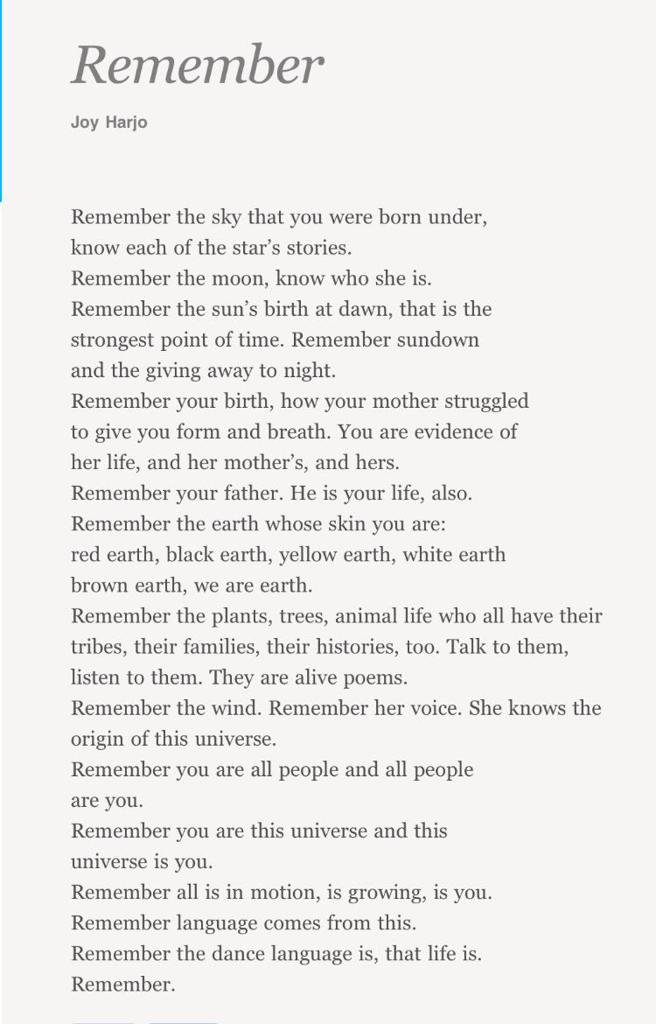 Remember
Joy Harjo
Remember the sky that you were born under,
know each of the star’s stories.
Remember the moon, know who she is.
Remember the sun’s birth at dawn, that is the
strongest point of time. Remember sundown
and the giving away to night.
Remember your birth, how your mother struggled
to give you form and breath. You are evidence of
her life, and her mother’s, and hers.
Remember your father. He is your life, also.
Remember the earth whose skin you are:
red earth, black earth, yellow earth, white earth
brown earth, we are earth.
Remember the plants, trees, animal life who all have their
tribes, their families, their histories, too. Talk to them,
listen to them. They are alive poems.
Remember the wind. Remember her voice. She knows the
origin of this universe.
Remember you are all people and all people
are you.
Remember you are this universe and this
universe is you.
Remember all is in motion, is growing, is you.
Remember language comes from this.
Remember the dance language is, that life is.
Remember.